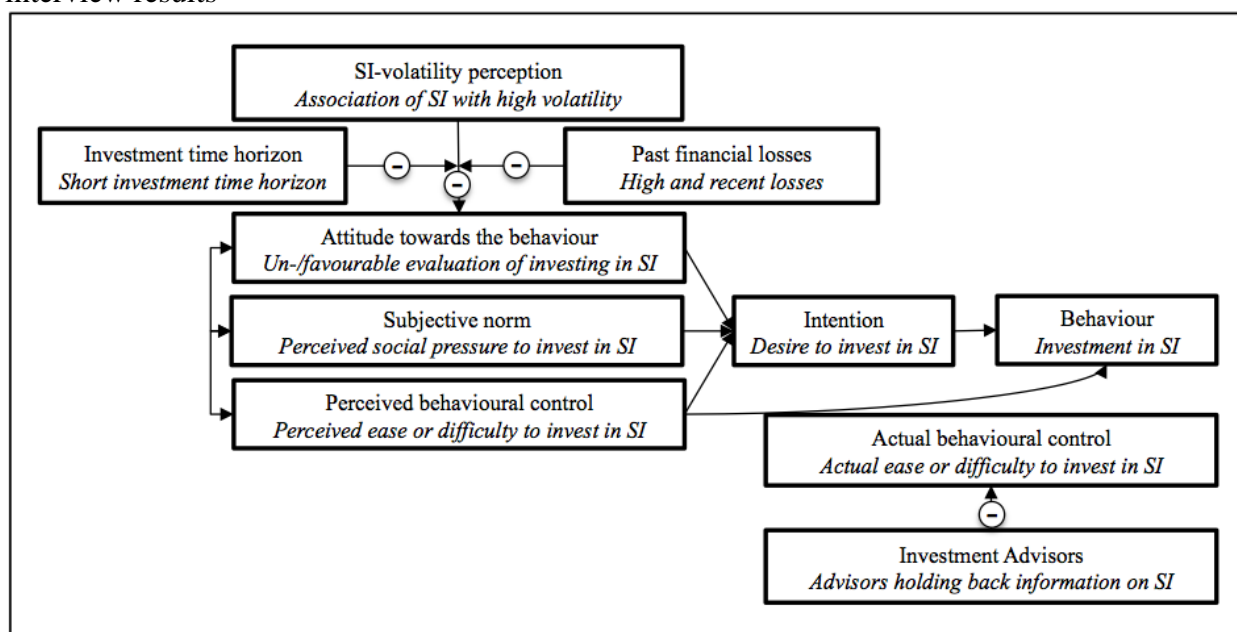 interview results
SI-volatility perception
Association of SI with high volatility
Investment time horizon
Short investment time horizon
Past financial losses
High and recent losses
Attitude towards the behaviour
Un-/favourable evaluation of investing in SI
Subjective norm
Perceived social pressure to invest in SI
Intention
Desire to invest in SI
Behaviour
Investment in SI
Perceived behavioural control
Perceived ease or difficulty to invest in SI
Actual behavioural control
Actual ease or difficulty to invest in SI
Investment Advisors
Advisors holding back information on SI